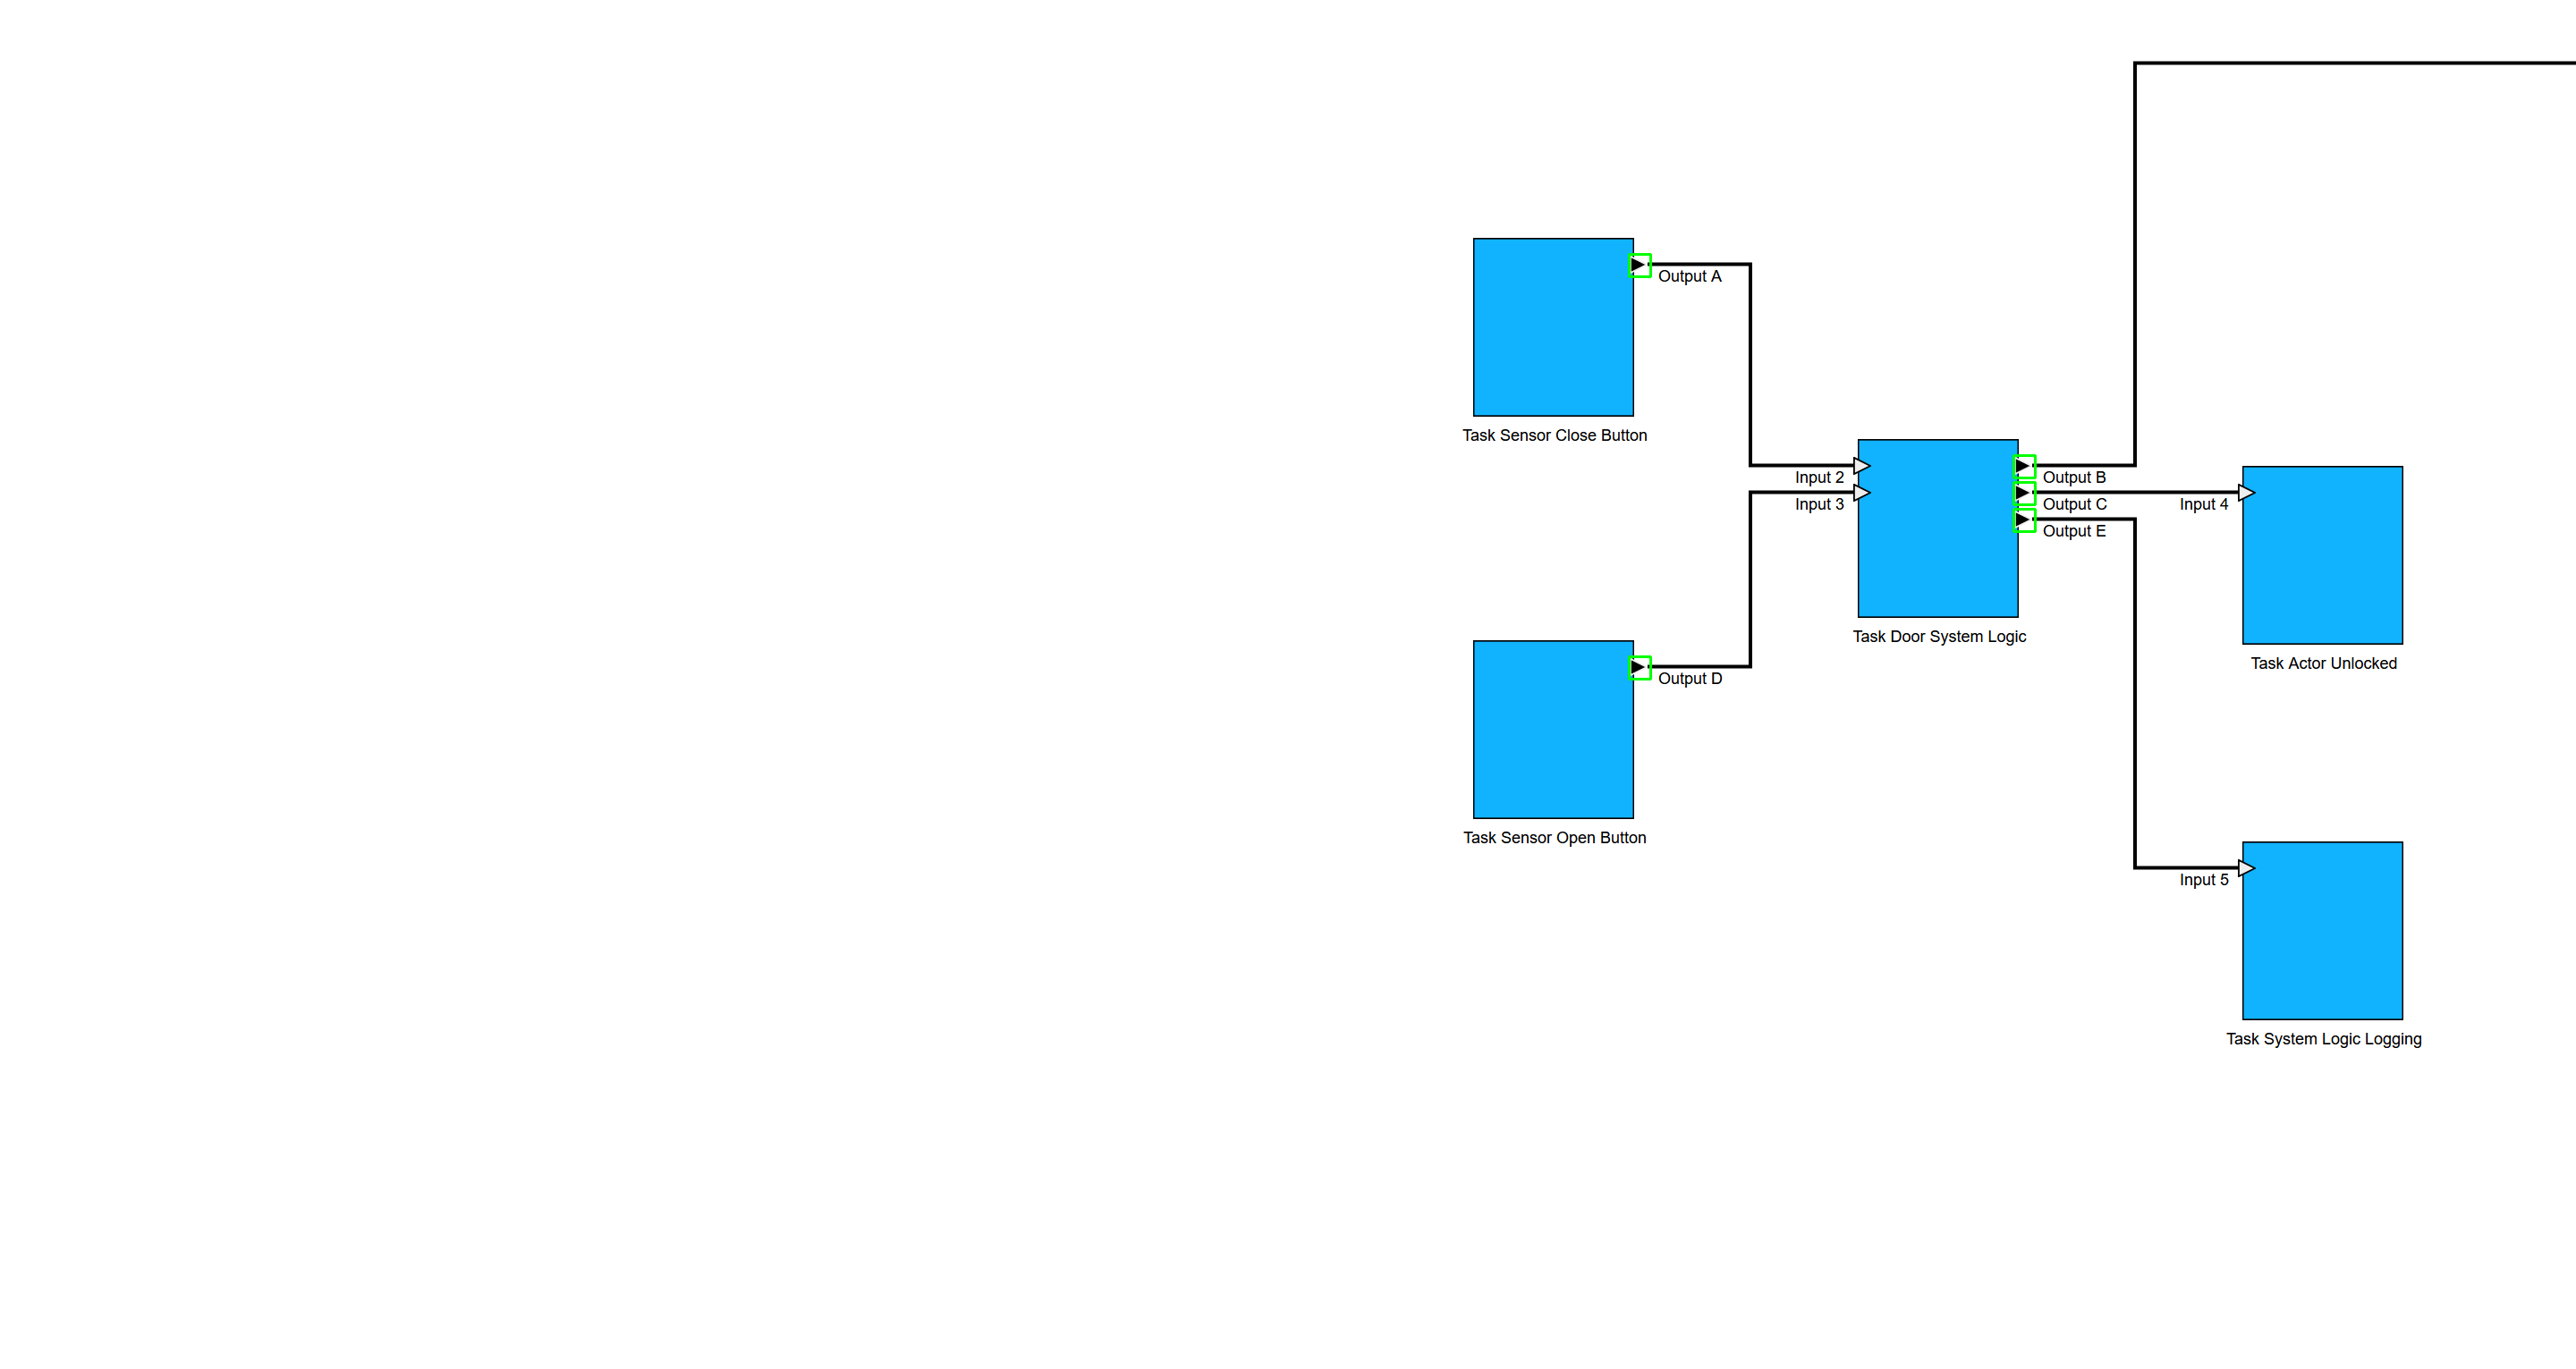 Output A
Task Sensor Close Button
Input 2
Input 3
Output B
Output C
Output E
Input 4
Task Door System Logic
Task Actor Unlocked
Output D
Task Sensor Open Button
Input 5
Task System Logic Logging